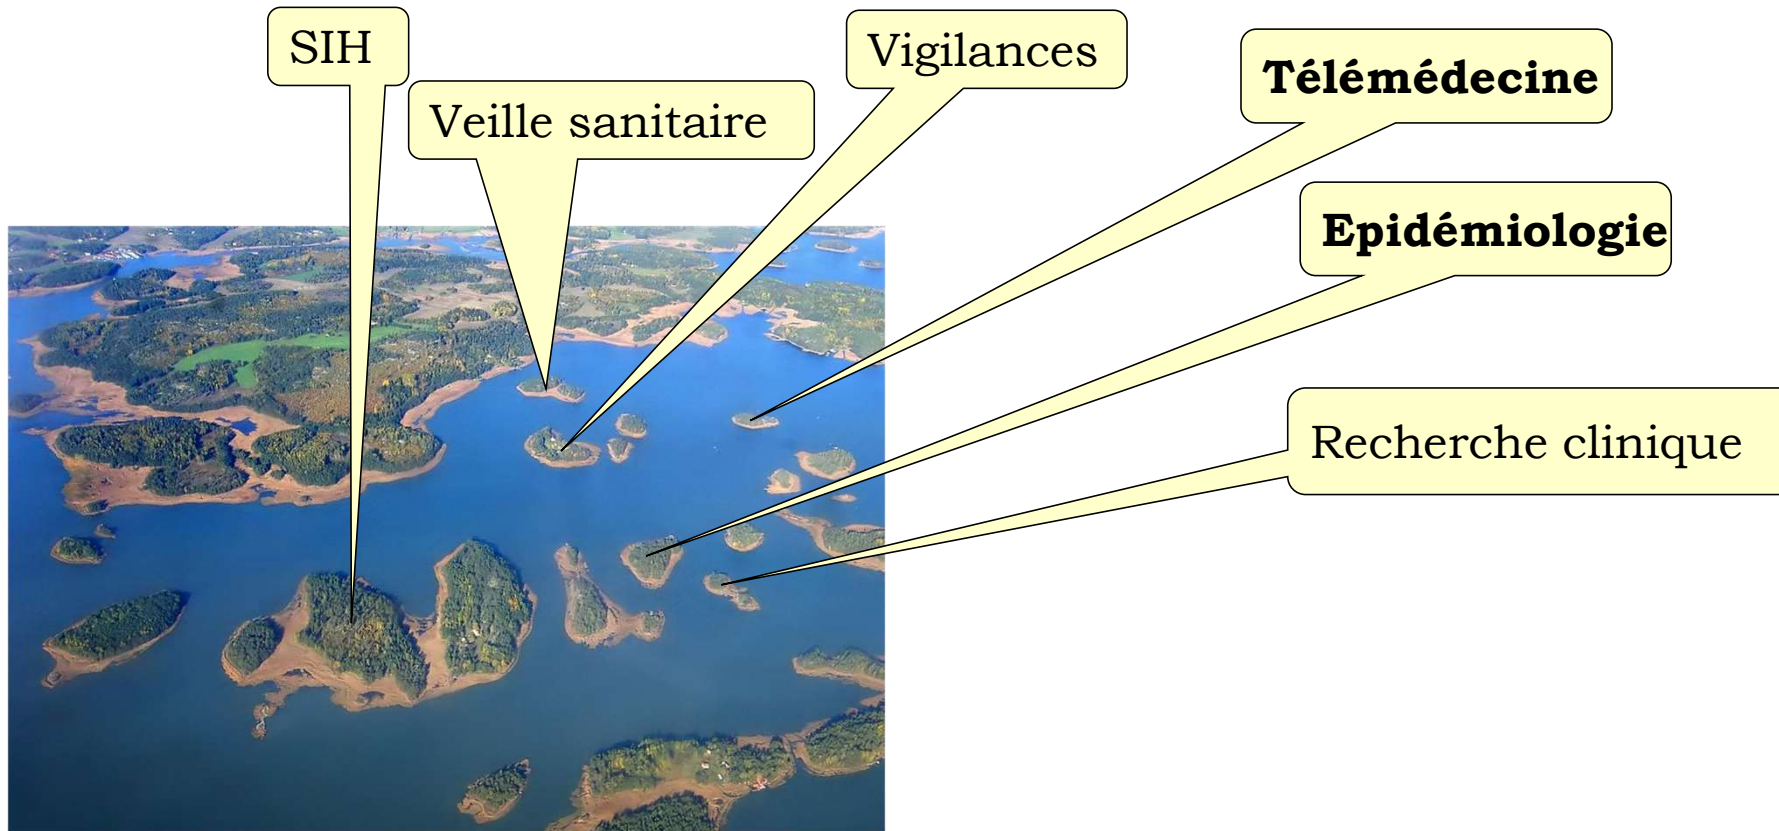 SIH
Veille sanitaire
Vigilances
Télémédecine
Epidémiologie
Recherche clinique